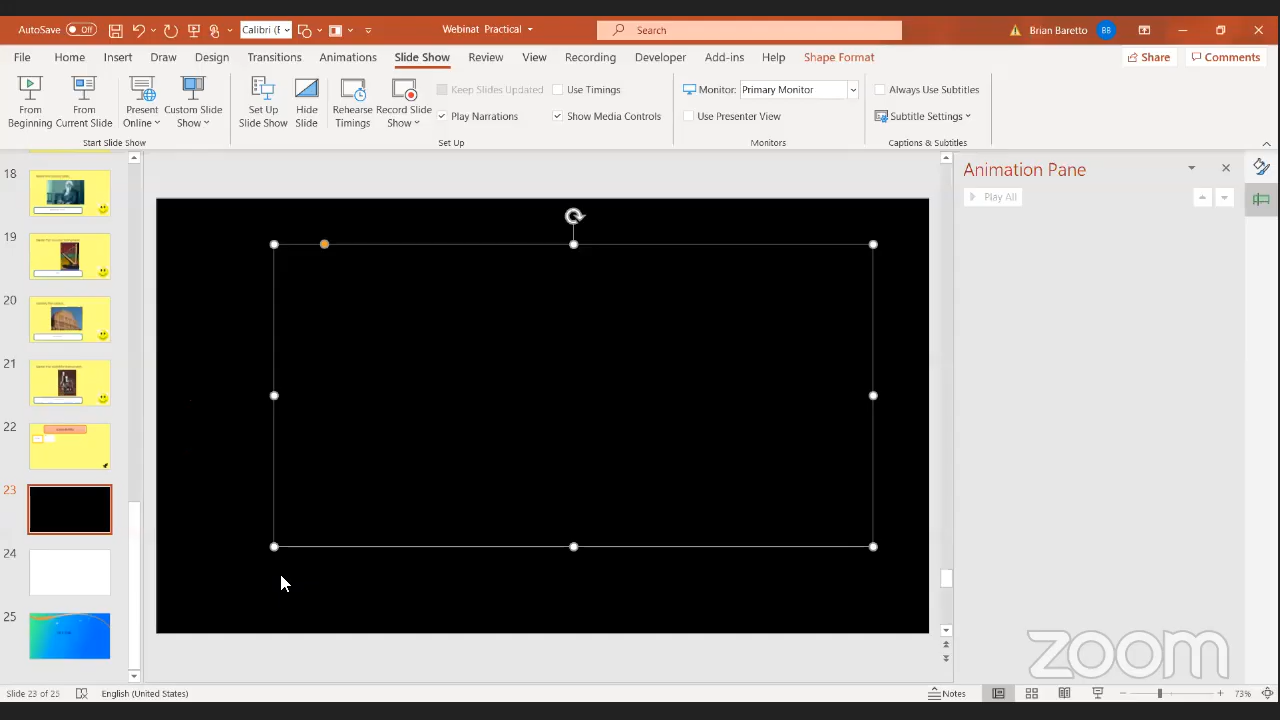 AutoSave Off Calibri (E Webinat Practical Search Brian Baretto BB
File Home Insert Draw Design Transitions Animations Slide Show Review View Recording Developer Add-ins Help Shape Format Share Comments
From Beginning
From Current Slide
Present Online
Custom Slide Show
Start Slide Show
Set Up Slide Show
Hide Slide
Rehearse Timings
Record Slide Show
Keep Slides Updated
Play Narrations
Use Timings
Show Media Controls
Set Up
Monitor: Primary Monitor
Use Presenter View
Monitors
Always Use Subtitles
Subtitle Settings
Captions & Subtitles
18
19
20
21
22
23
24
25
Animation Pane
Play All
zoom
Slide 23 of 25 English (United States) Notes 73%